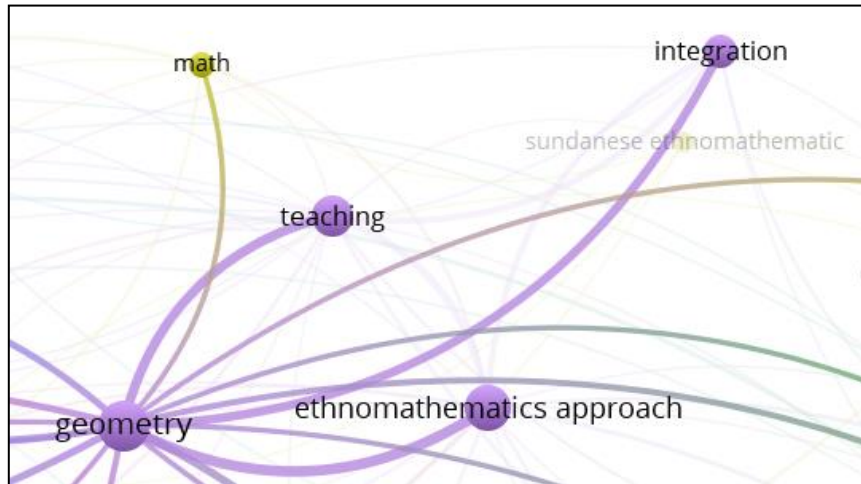 math
integration
sundanese ethnomathematic
teaching
ethnomathematics approach
geometry